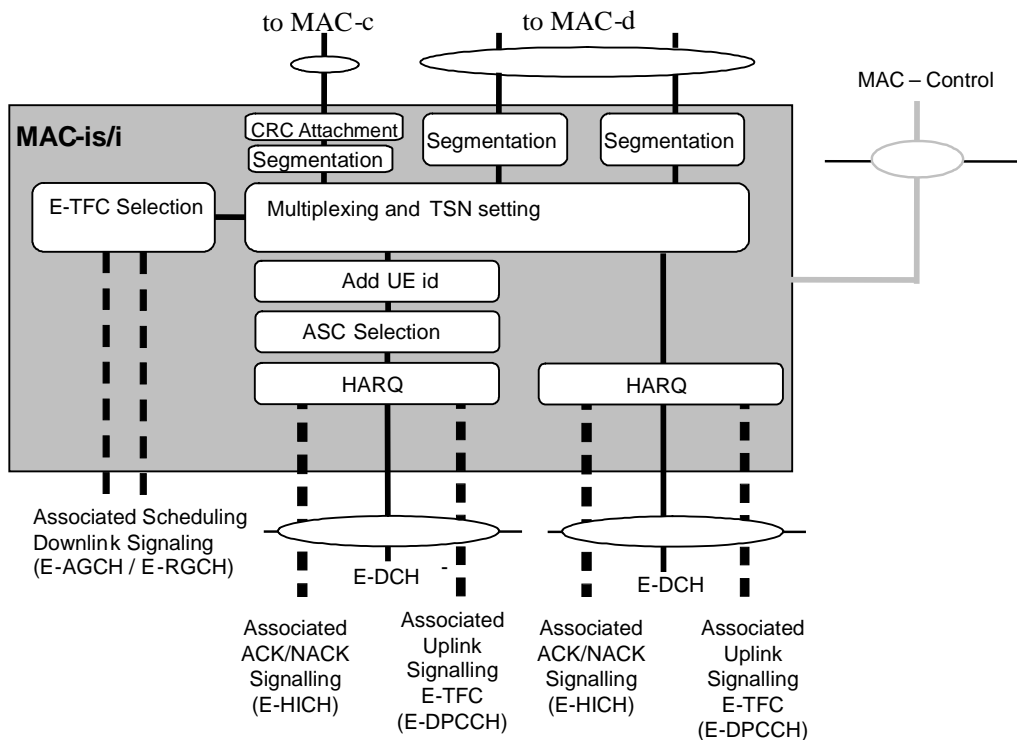 to MAC-c
to MAC-d
MAC – Control
MAC-is/i
CRC Attachment
Segmentation
Segmentation
Segmentation
E-TFC Selection
Multiplexing and TSN setting
Add UE id
ASC Selection
HARQ
HARQ
Associated Scheduling
Downlink Signaling
(E-AGCH / E-RGCH)
E-DCH
-
E-DCH
Associated
ACK/NACK
Signalling
(E-HICH)
Associated
Uplink
Signalling
E-TFC
(E-DPCCH)
Associated
ACK/NACK
Signalling
(E-HICH)
Associated
Uplink
Signalling
E-TFC
(E-DPCCH)